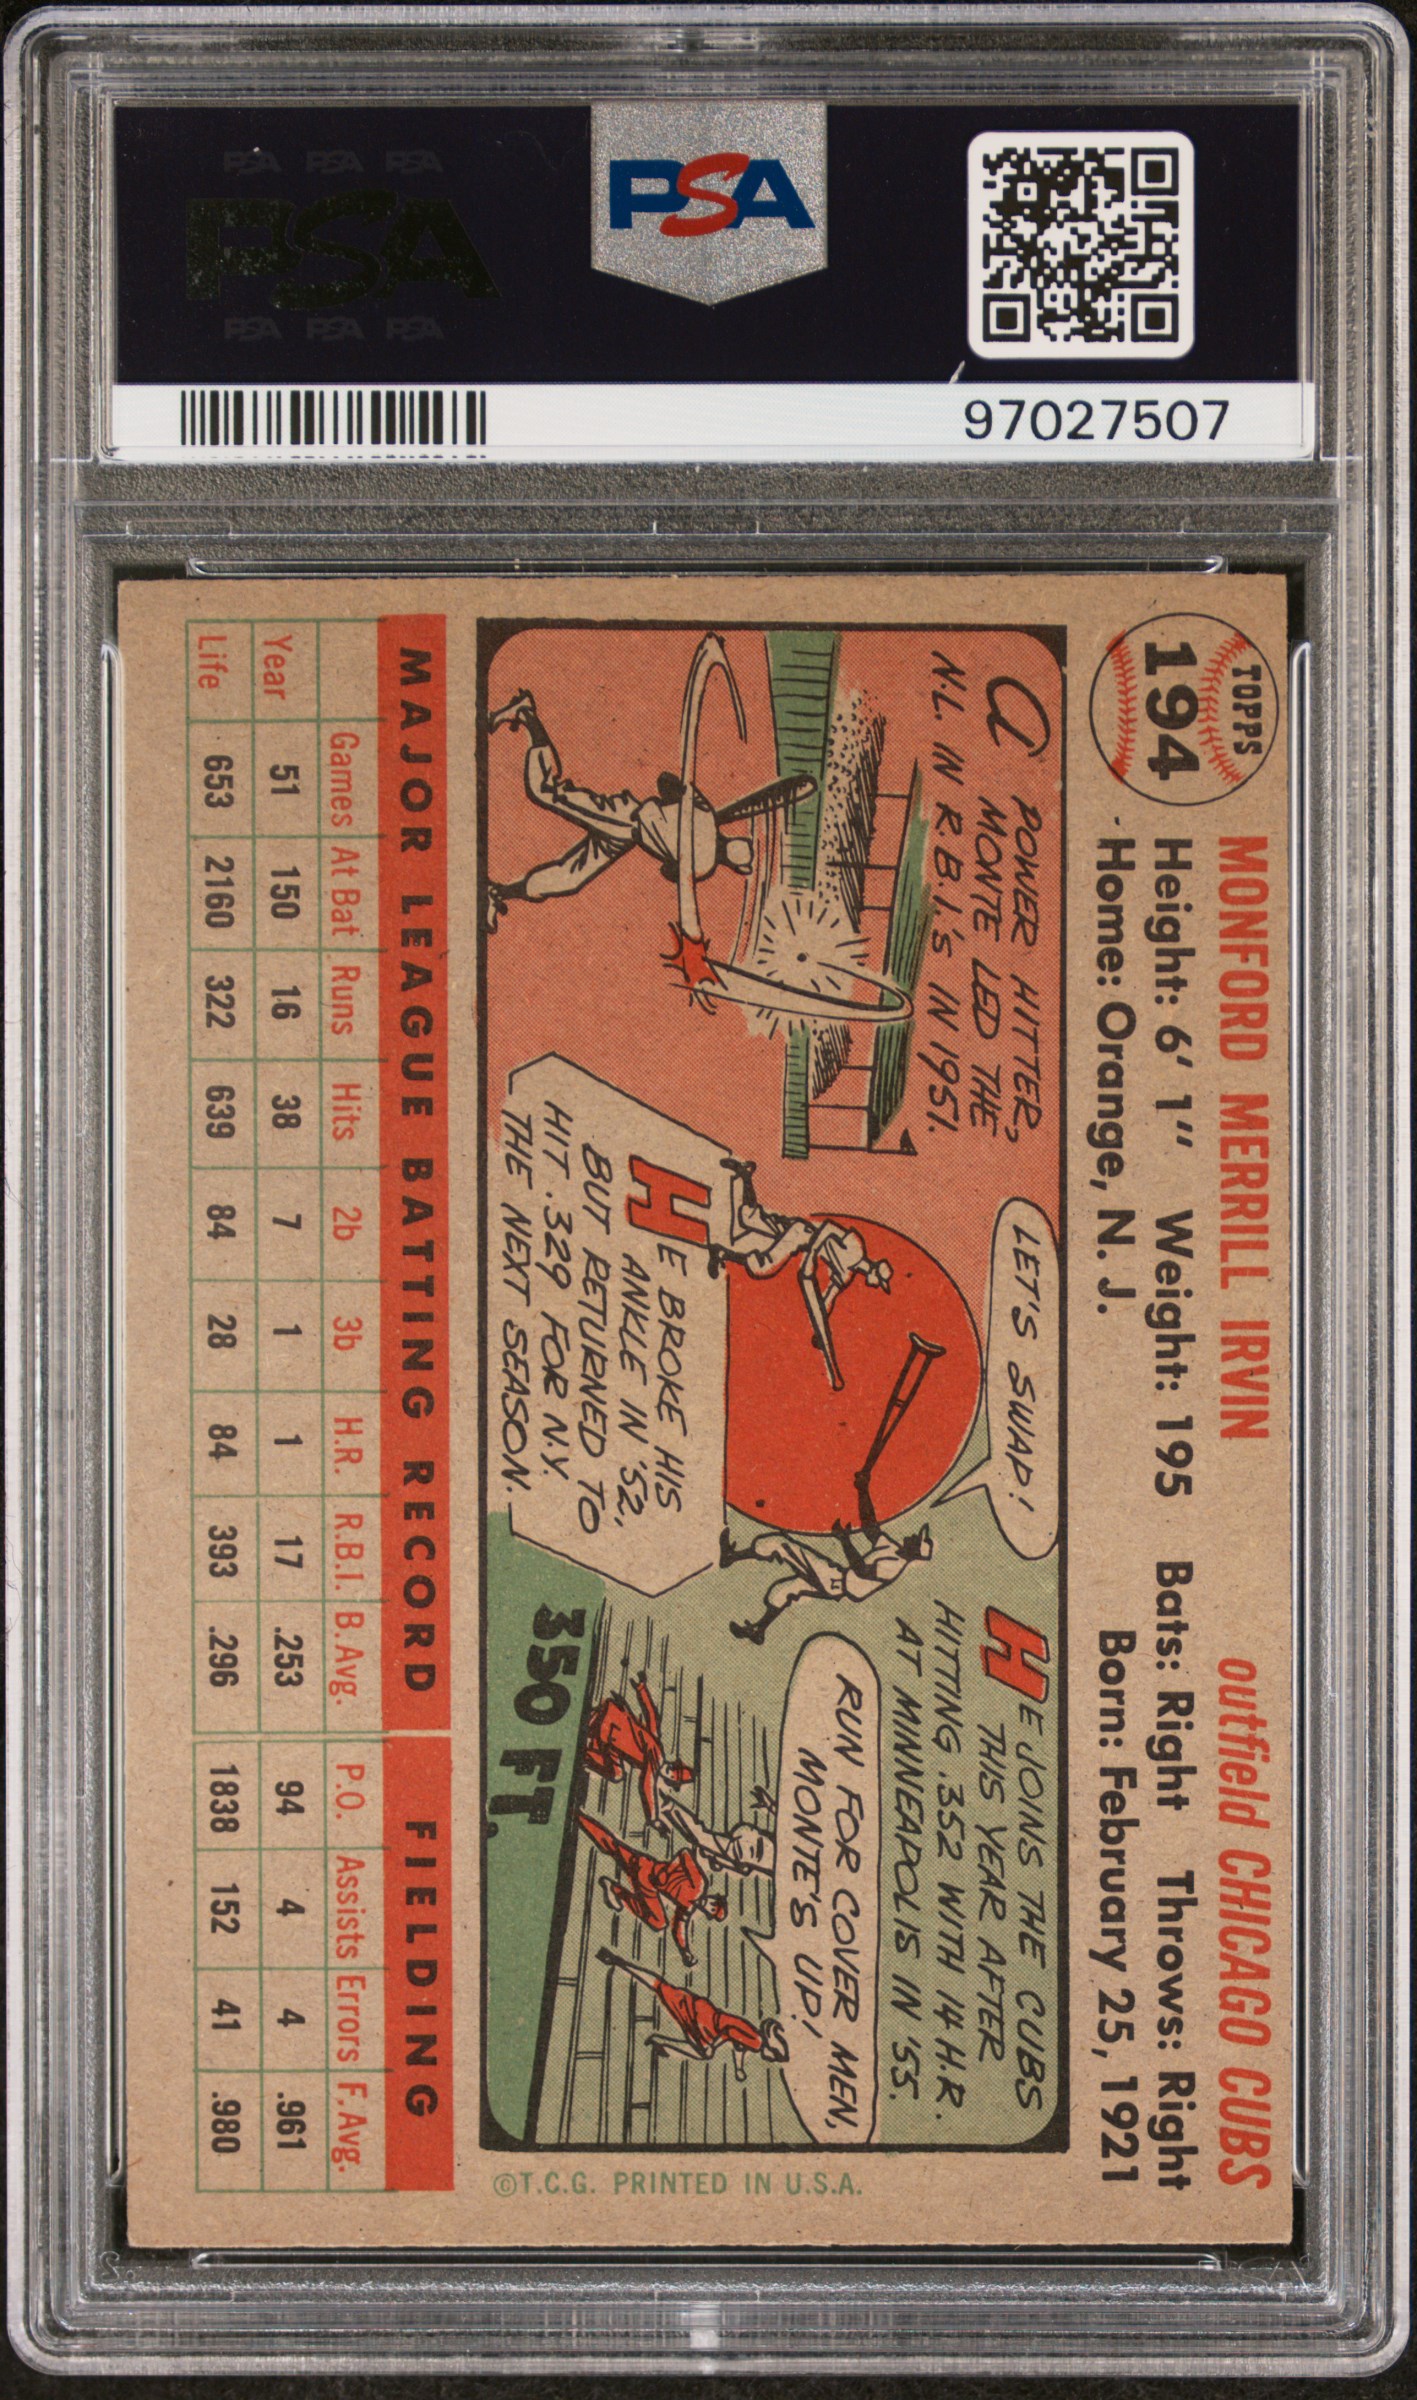 PSA PSA PSA
PSA
PSA PSA PSA
PSA
97027507
TOPPS
194
MONFORD MERRILL IRVIN outfield CHICAGO CUBS
Height: 6' 1" Weight: 195 Bats: Right Throws: Right
Home: Orange, N. J. Born: February 25, 1921
A POWER HITTER,
MONTE LED THE
N.L. IN R.B.I.'s IN 1951.
LET'S SWAP!
HE BROKE HIS
ANKLE IN '52,
BUT RETURNED TO
HIT .329 FOR N.Y.
THE NEXT SEASON.
HE JOINS THE CUBS
THIS YEAR AFTER
HITTING .352 WITH 14 H.R.
AT MINNEAPOLIS IN '55.
RUN FOR COVER MEN,
MONTE'S UP!
350 FT.
©T.C.G. PRINTED IN U.S.A.
MAJOR LEAGUE BATTING RECORD FIELDING
Games At Bat Runs Hits 2b 3b H.R. R.B.I. B.Avg. P.O. Assists Errors F.Avg.
Year 51 150 16 38 7 1 1 17 .253 94 4 4 .961
Life 653 2160 322 639 84 28 84 393 .296 1838 152 41 .980